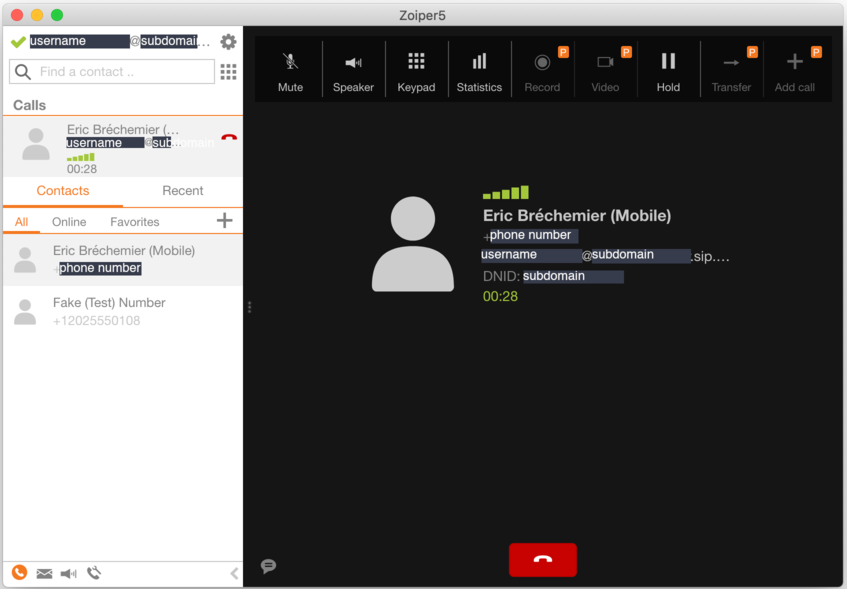 Zoiper5
username @subdomai...
Find a contact ..
Calls
Eric Bréchemier (...
username @subdomain
00:28
Contacts Recent
All Online Favorites
Eric Bréchemier (Mobile)
+phone number
Fake (Test) Number
+12025550108
Mute Speaker Keypad Statistics Record P Video P Hold Transfer P Add call P
Eric Bréchemier (Mobile)
+phone number
username @subdomain .sip....
DNID: subdomain
00:28